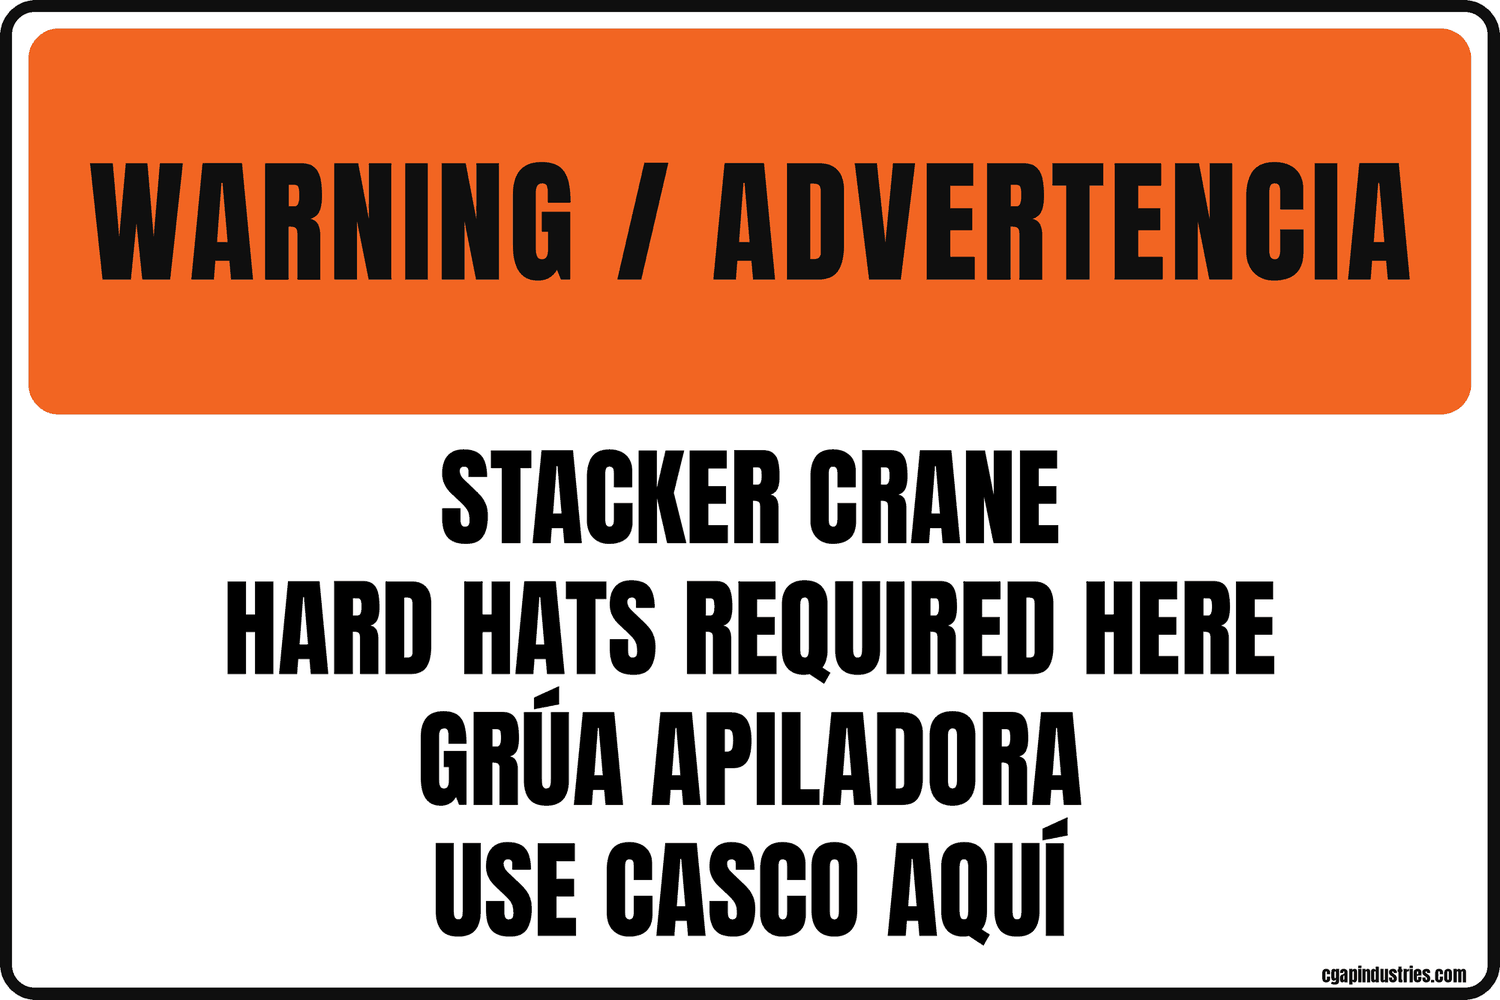 WARNING / ADVERTENCIA
STACKER CRANE
HARD HATS REQUIRED HERE
GRÚA APILADORA
USE CASCO AQUÍ
cgapindustries.com